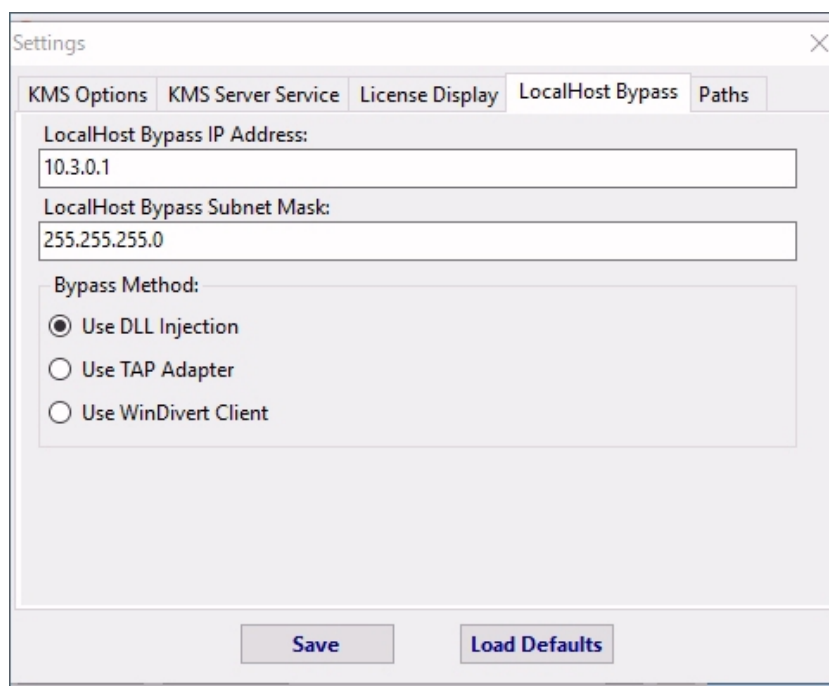 Settings
KMS Options KMS Server Service License Display LocalHost Bypass Paths
LocalHost Bypass IP Address:
10.3.0.1
LocalHost Bypass Subnet Mask:
255.255.255.0
Bypass Method:
Use DLL Injection
Use TAP Adapter
Use WinDivert Client
Save Load Defaults